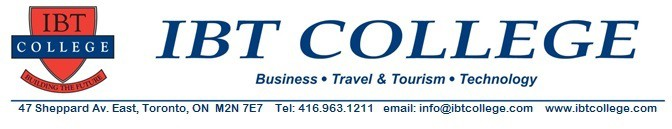 IBT
COLLEGE
BUILDING THE FUTURE
IBT COLLEGE
Business • Travel & Tourism • Technology
47 Sheppard Av. East, Toronto, ON M2N 7E7 Tel: 416.963.1211 email: info@ibtcollege.com www.ibtcollege.com